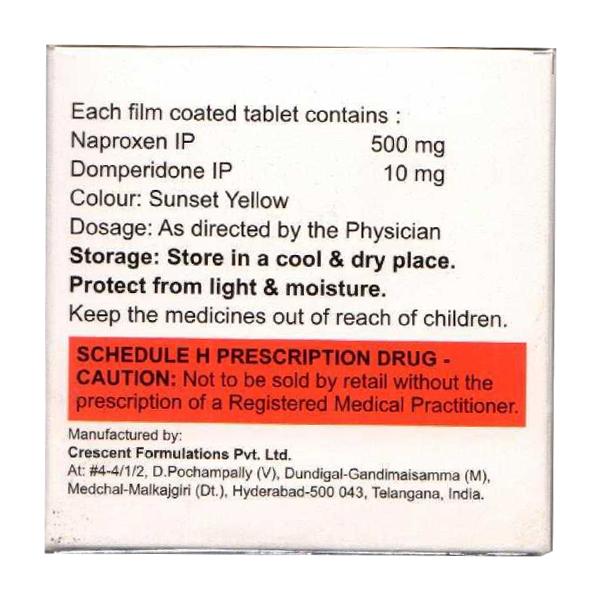 Each film coated tablet contains :
Naproxen IP 500 mg
Domperidone IP 10 mg
Colour: Sunset Yellow
Dosage: As directed by the Physician
Storage: Store in a cool & dry place.
Protect from light & moisture.
Keep the medicines out of reach of children.
SCHEDULE H PRESCRIPTION DRUG -
CAUTION: Not to be sold by retail without the
prescription of a Registered Medical Practitioner.
Manufactured by:
Crescent Formulations Pvt. Ltd.
At: #4-4/1/2, D.Pochampally (V), Dundigal-Gandimaisamma (M),
Medchal-Malkajgiri (Dt.), Hyderabad-500 043, Telangana, India.